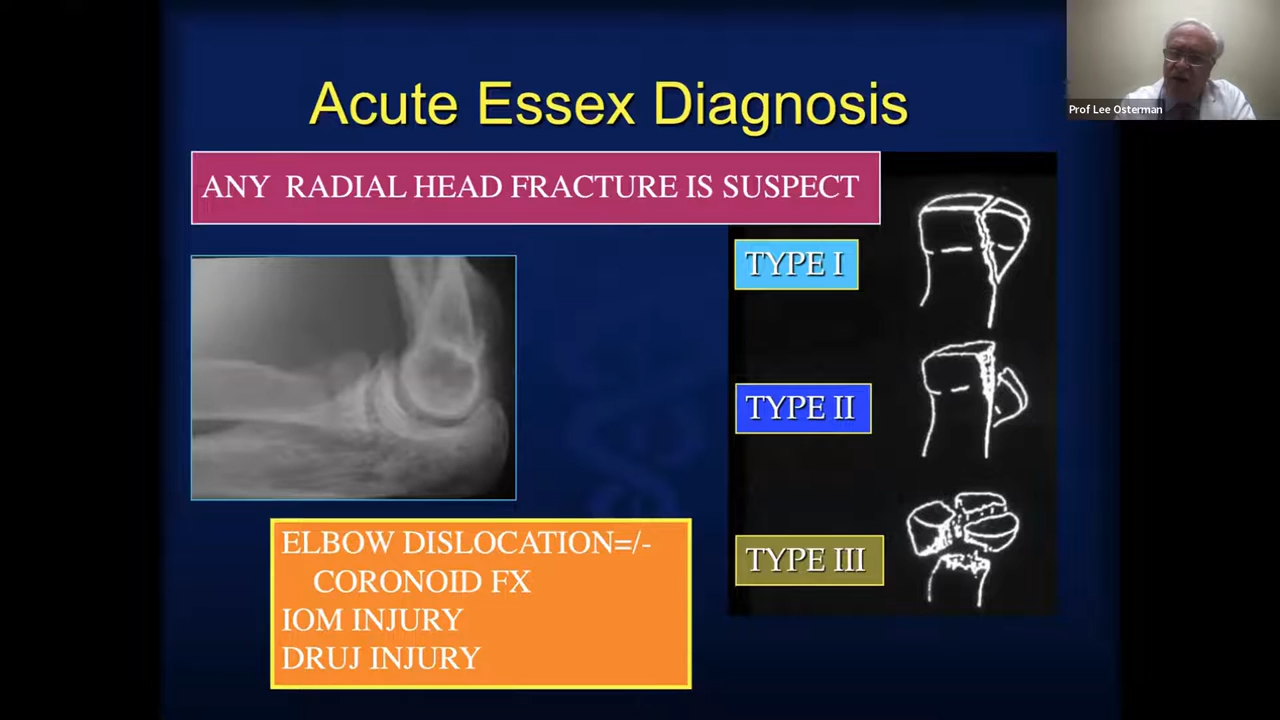 Acute Essex Diagnosis
Prof Lee Osterman
ANY RADIAL HEAD FRACTURE IS SUSPECT
TYPE I
TYPE II
TYPE III
ELBOW DISLOCATION=/-
CORONOID FX
IOM INJURY
DRUJ INJURY